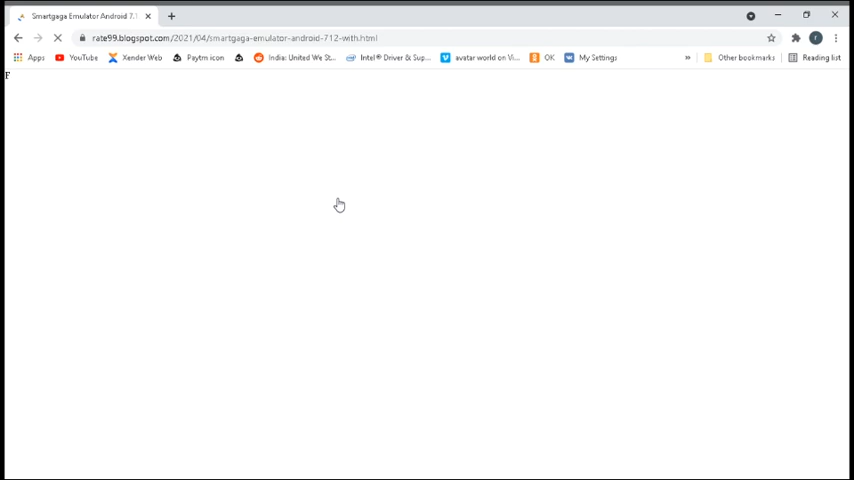 Smartgaga Emulator Android 7.1
rate99.blogspot.com/2021/04/smartgaga-emulator-android-712-with.html
Apps YouTube Xender Web Paytm icon India: United We St... Intel® Driver & Sup... avatar world on Vi... OK My Settings » Other bookmarks Reading list
F